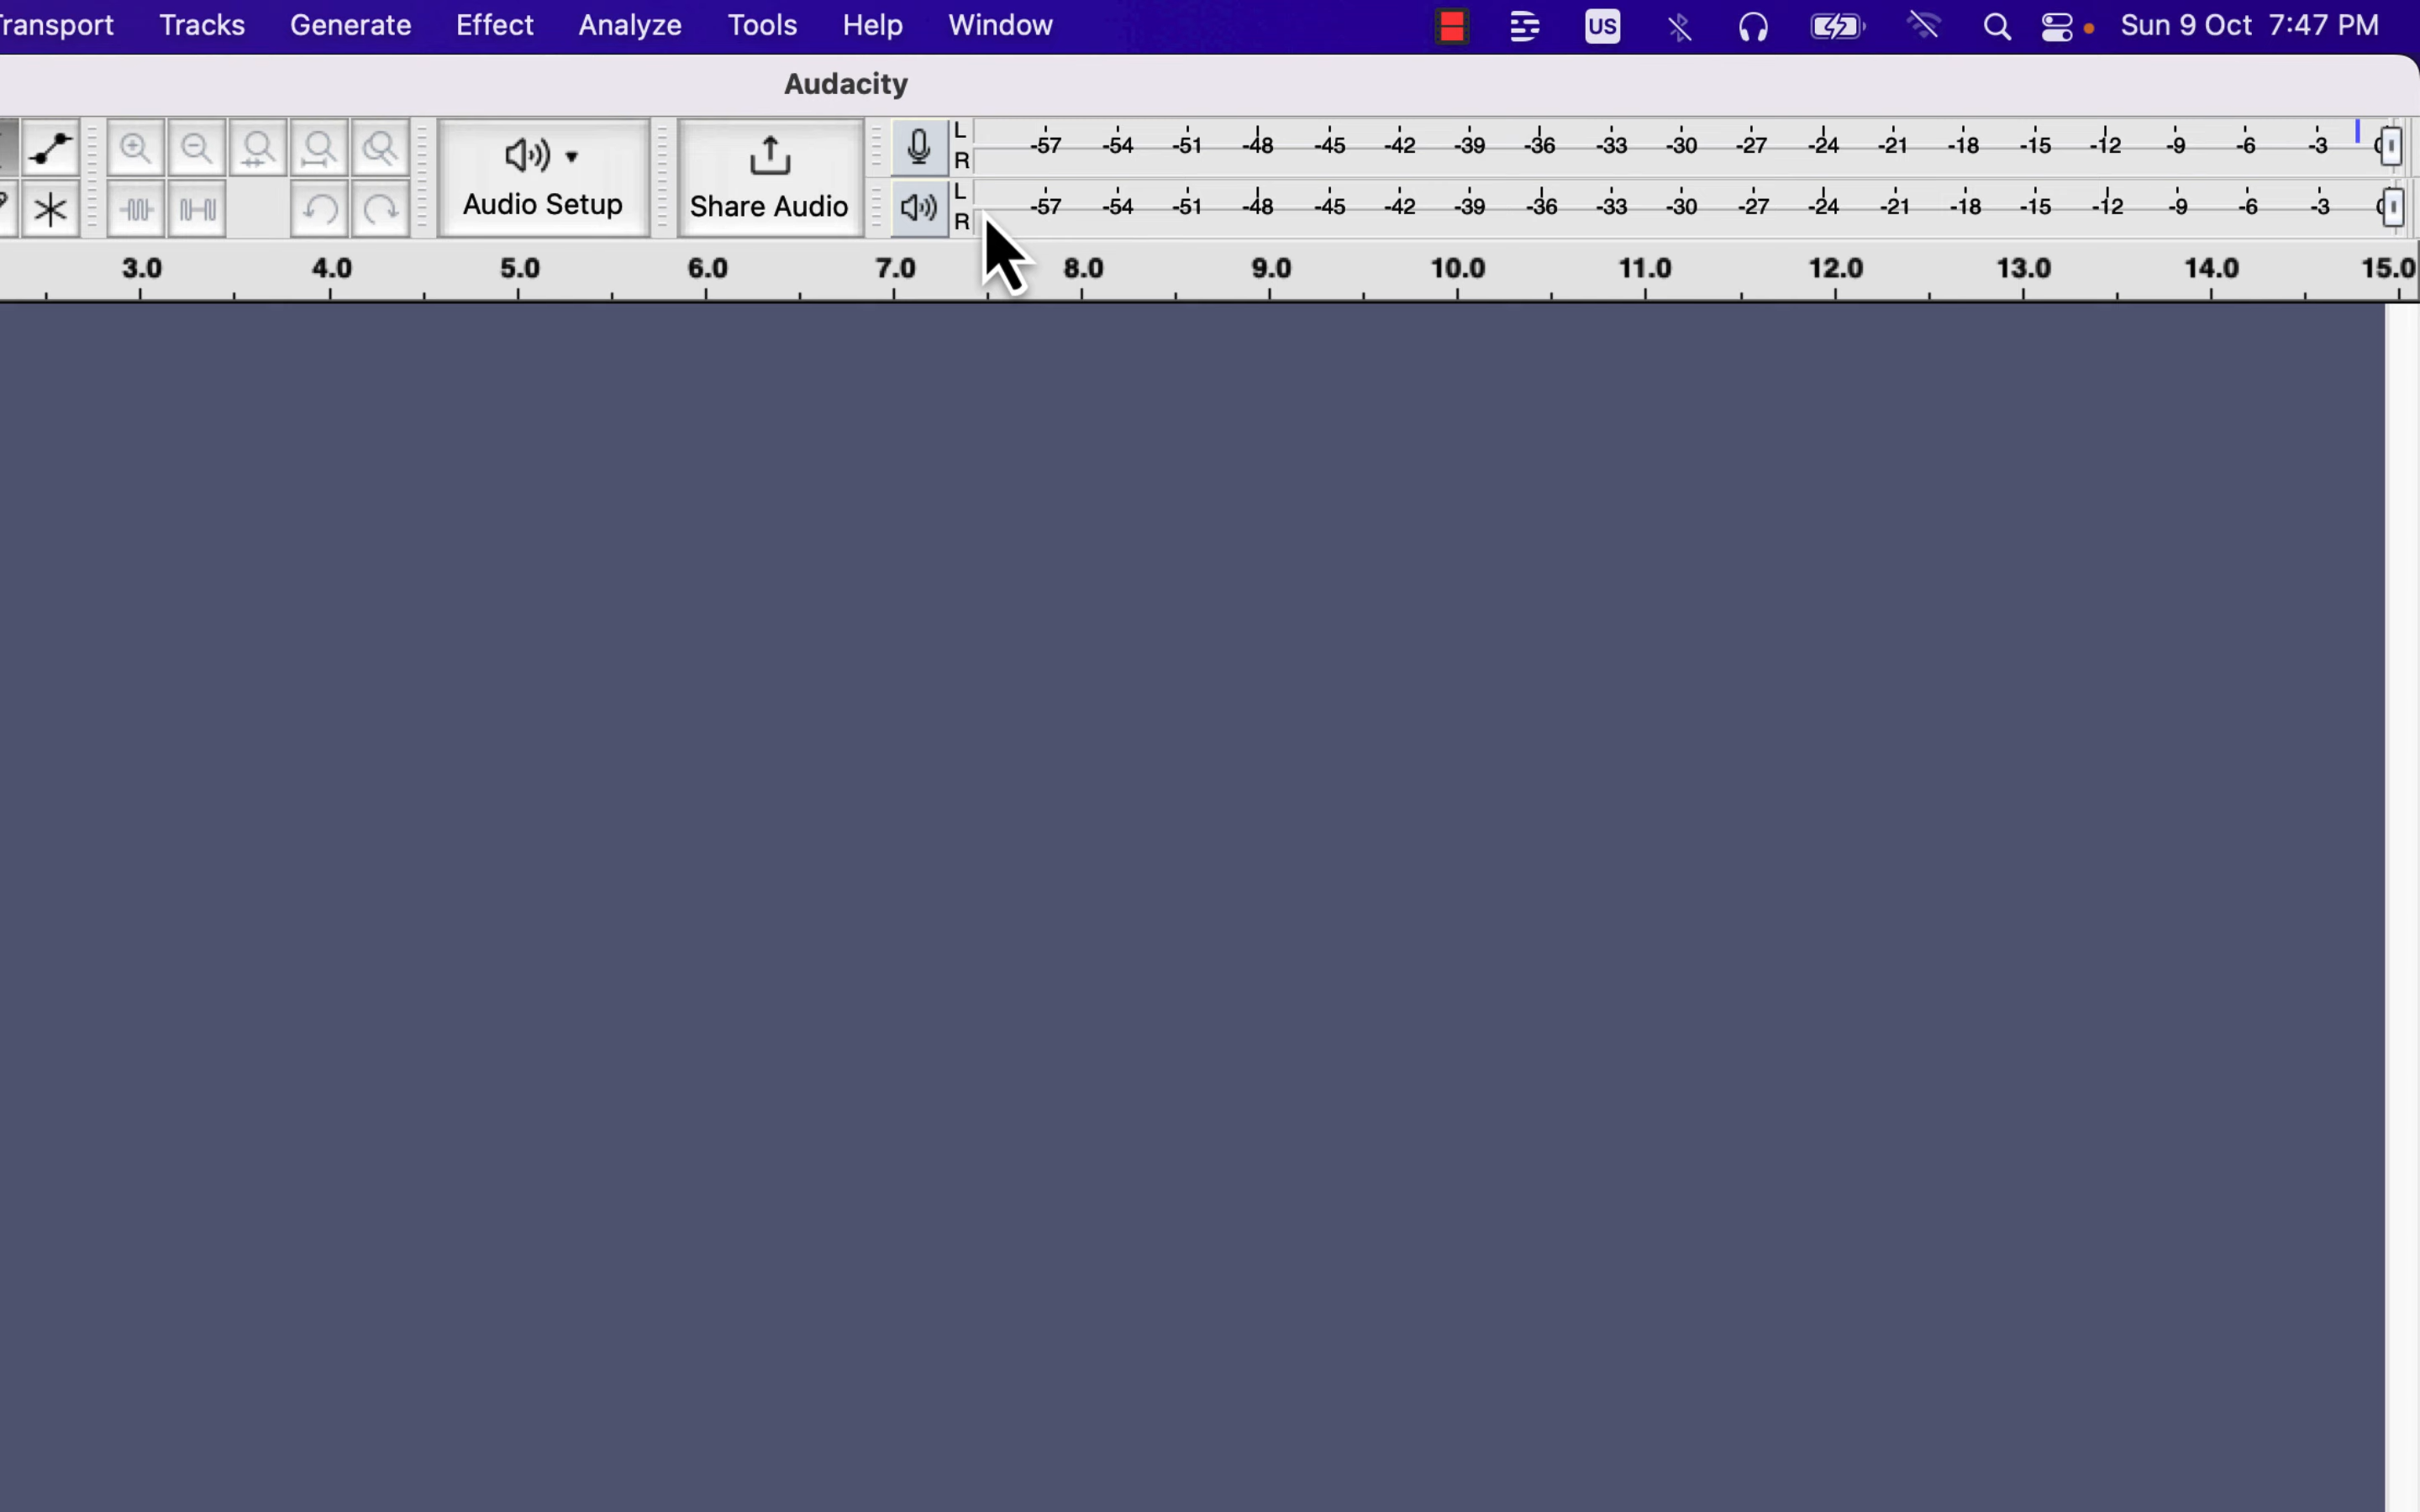 ransport Tracks Generate Effect Analyze Tools Help Window US Sun 9 Oct 7:47 PM
Audacity
L -57 -54 -51 -48 -45 -42 -39 -36 -33 -30 -27 -24 -21 -18 -15 -12 -9 -6 -3
R
Audio Setup Share Audio
L -57 -54 -51 -48 -45 -42 -39 -36 -33 -30 -27 -24 -21 -18 -15 -12 -9 -6 -3
R
3.0 4.0 5.0 6.0 7.0 8.0 9.0 10.0 11.0 12.0 13.0 14.0 15.0